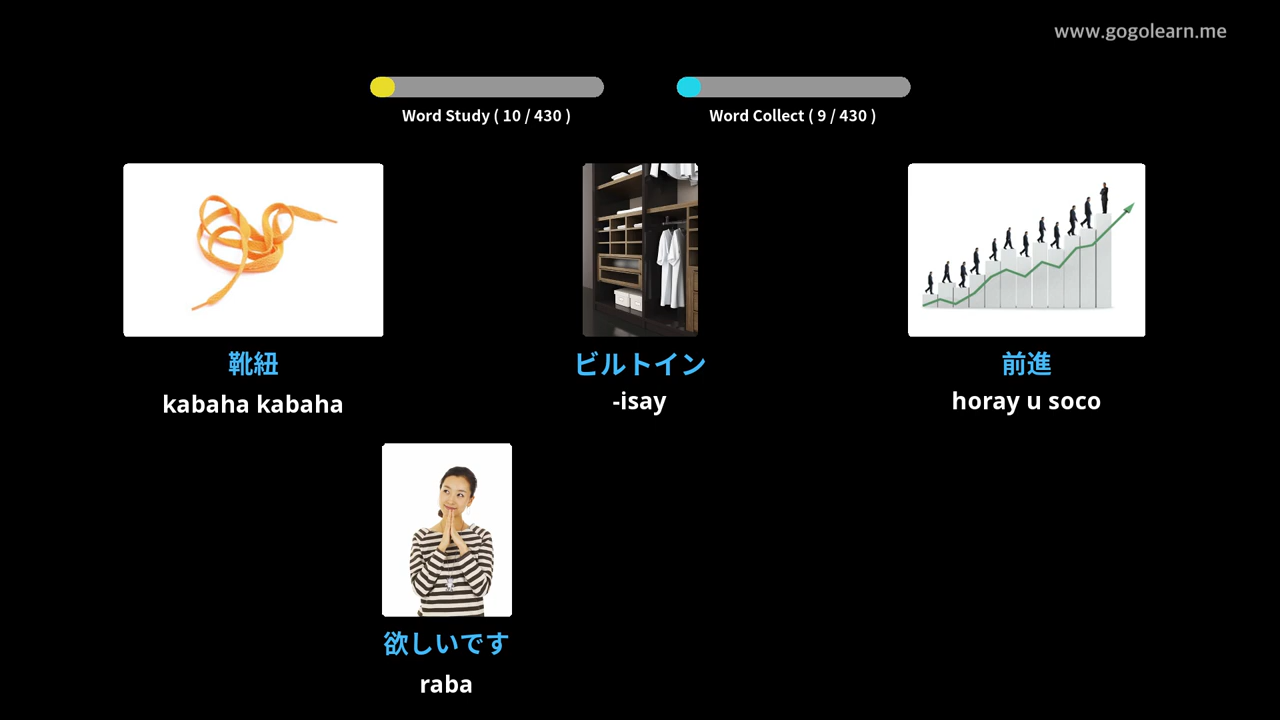 www.gogolearn.me
Word Study ( 10 / 430 )
Word Collect ( 9 / 430 )
靴紐
kabaha kabaha
ビルトイン
-isay
前進
horay u soco
欲しいです
raba